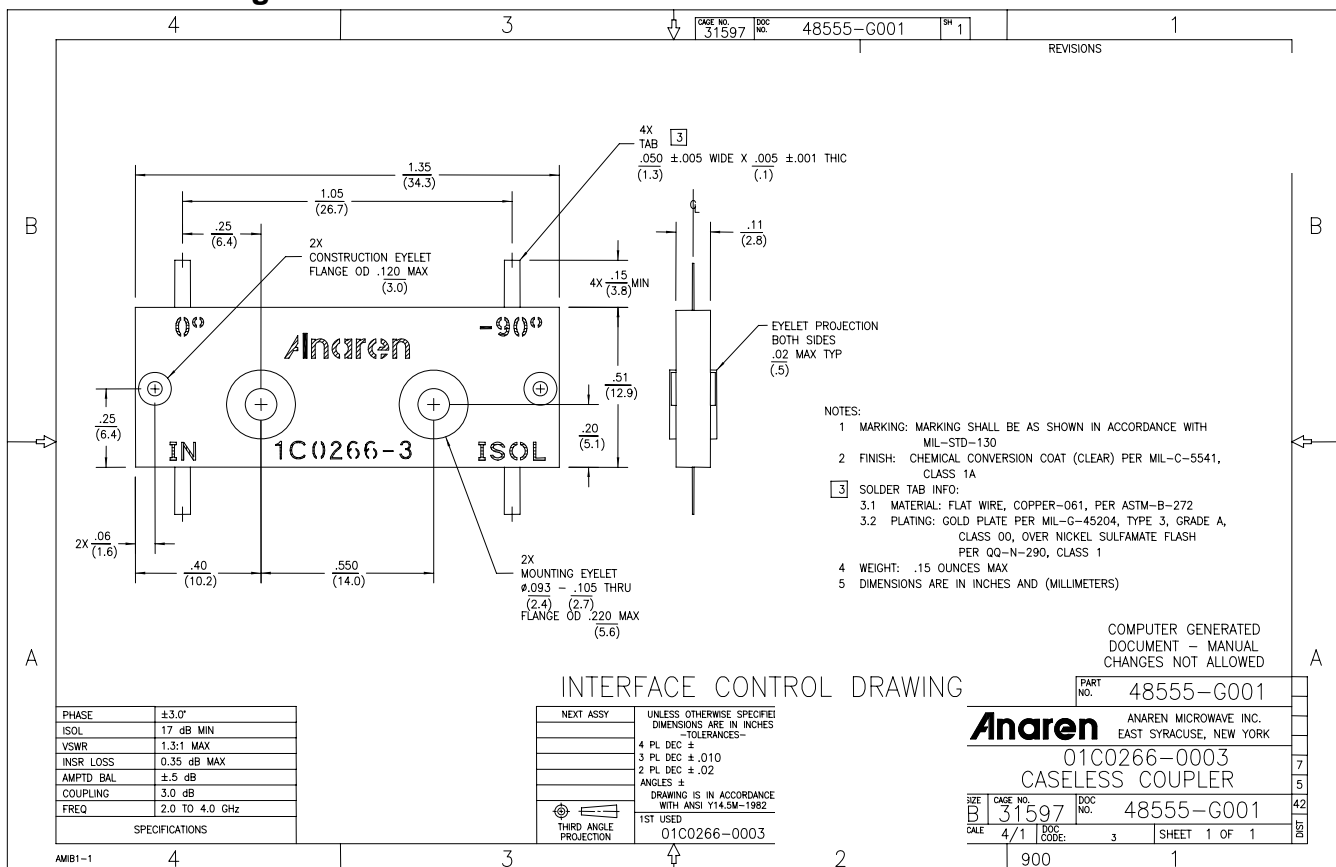 4
3
CAGE NO. 31597
DOC NO. 48555-G001
SH 1
1
REVISIONS
B
B
4X
TAB 3
.050 ±.005 WIDE X .005 ±.001 THIC
(1.3) (.1)
1.35
(34.3)
1.05
(26.7)
.25
(6.4)
2X
CONSTRUCTION EYELET
FLANGE OD .120 MAX
(3.0)
4X .15 MIN
(3.8)
.11
(2.8)
0°
-90°
Anaren
EYELET PROJECTION
BOTH SIDES
.02 MAX TYP
(.5)
.51
(12.9)
.25
(6.4)
.20
(5.1)
IN
1C0266-3
ISOL
2X .06
(1.6)
.40
(10.2)
.550
(14.0)
2X
MOUNTING EYELET
ø.093 - .105 THRU
(2.4) (2.7)
FLANGE OD .220 MAX
(5.6)
NOTES:
1 MARKING: MARKING SHALL BE AS SHOWN IN ACCORDANCE WITH
MIL-STD-130
2 FINISH: CHEMICAL CONVERSION COAT (CLEAR) PER MIL-C-5541,
CLASS 1A
3 SOLDER TAB INFO:
3.1 MATERIAL: FLAT WIRE, COPPER-061, PER ASTM-B-272
3.2 PLATING: GOLD PLATE PER MIL-G-45204, TYPE 3, GRADE A,
CLASS 00, OVER NICKEL SULFAMATE FLASH
PER QQ-N-290, CLASS 1
4 WEIGHT: .15 OUNCES MAX
5 DIMENSIONS ARE IN INCHES AND (MILLIMETERS)
A
A
COMPUTER GENERATED
DOCUMENT - MANUAL
CHANGES NOT ALLOWED
INTERFACE CONTROL DRAWING
PART NO. 48555-G001
PHASE ±3.0°
ISOL 17 dB MIN
VSWR 1.3:1 MAX
INSR LOSS 0.35 dB MAX
AMPTD BAL ±.5 dB
COUPLING 3.0 dB
FREQ 2.0 TO 4.0 GHz
SPECIFICATIONS
NEXT ASSY
UNLESS OTHERWISE SPECIFIE
DIMENSIONS ARE IN INCHES
-TOLERANCES-
4 PL DEC ±
3 PL DEC ±.010
2 PL DEC ±.02
ANGLES ±
DRAWING IS IN ACCORDANCE
WITH ANSI Y14.5M-1982
THIRD ANGLE
PROJECTION
1ST USED
01C0266-0003
Anaren
ANAREN MICROWAVE INC.
EAST SYRACUSE, NEW YORK
01C0266-0003
CASELESS COUPLER
SIZE B
CAGE NO. 31597
DOC NO. 48555-G001
CALE 4/1
DOC CODE: 3
SHEET 1 OF 1
7
5
42
DIST
AMIB1-1
4
3
2
900
1